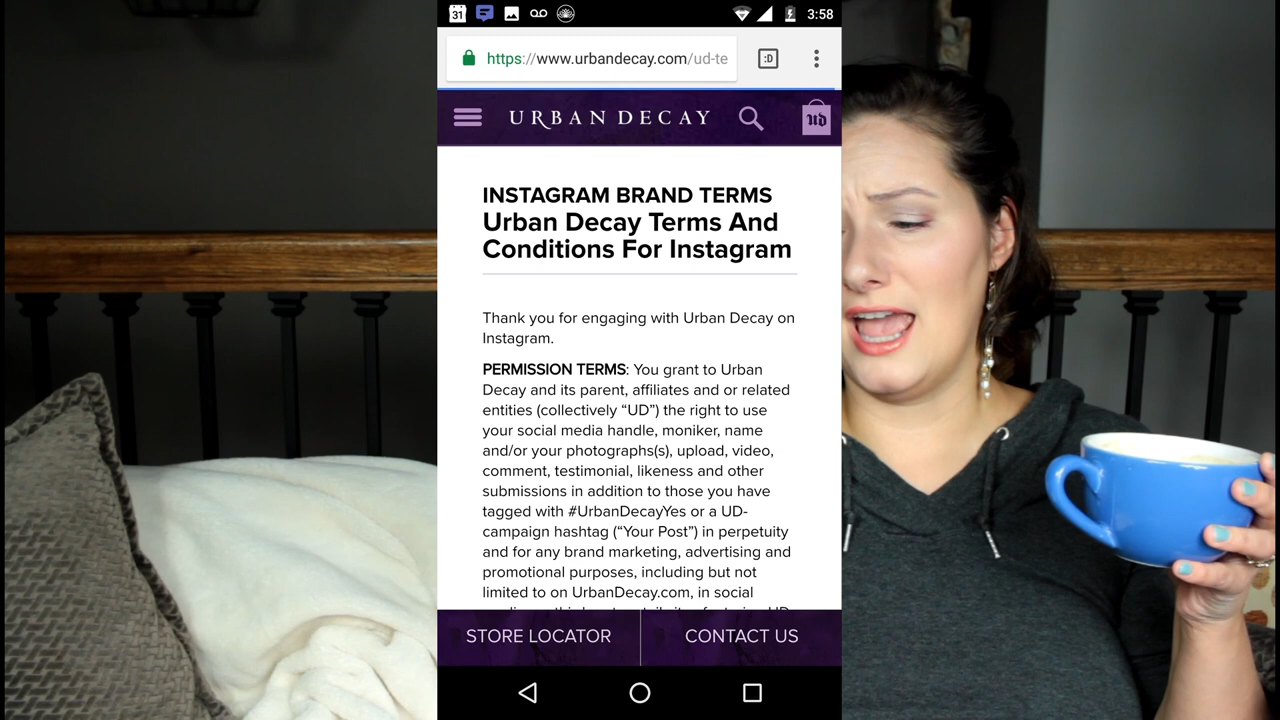 31
3:58
https://www.urbandecay.com/ud-te
:D
URBAN DECAY
UD
INSTAGRAM BRAND TERMS
Urban Decay Terms And
Conditions For Instagram
Thank you for engaging with Urban Decay on
Instagram.
PERMISSION TERMS: You grant to Urban
Decay and its parent, affiliates and or related
entities (collectively “UD”) the right to use
your social media handle, moniker, name
and/or your photographs(s), upload, video,
comment, testimonial, likeness and other
submissions in addition to those you have
tagged with #UrbanDecayYes or a UD-
campaign hashtag (“Your Post”) in perpetuity
and for any brand marketing, advertising and
promotional purposes, including but not
limited to on UrbanDecay.com, in social
STORE LOCATOR
CONTACT US